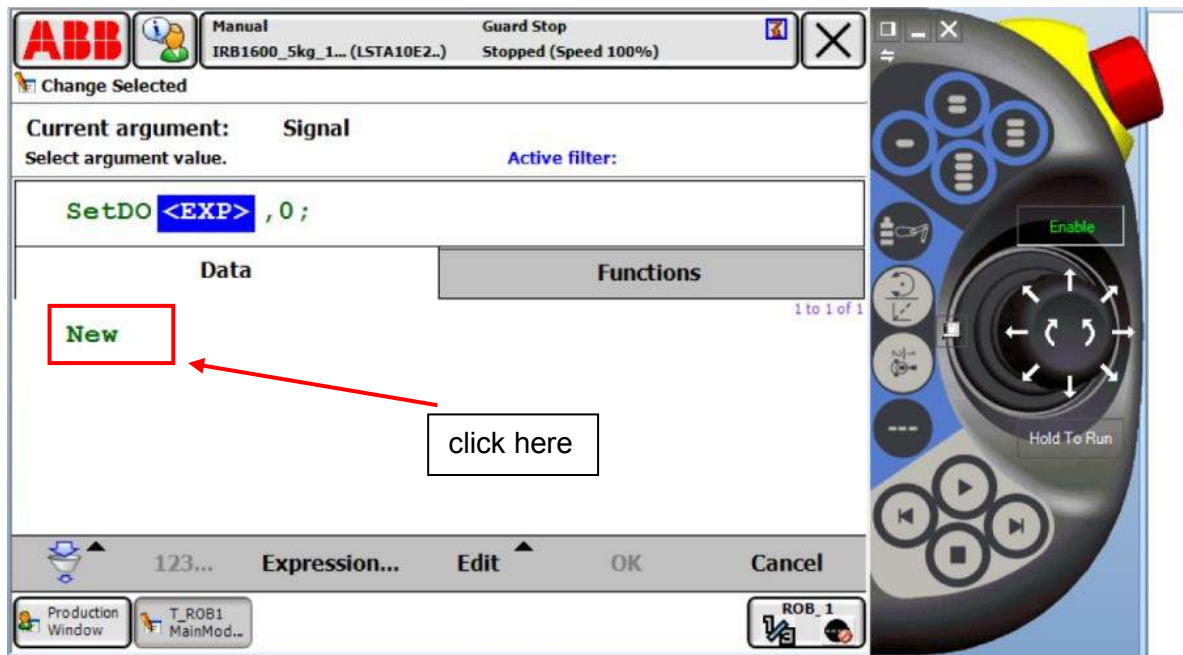 ABB
Manual
IRB1600_5kg_1... (LSTA10E2..)
Guard Stop
Stopped (Speed 100%)
Change Selected
Current argument: Signal
Select argument value.
Active filter:
SetDO <EXP> ,0;
Data
Functions
1 to 1 of 1
New
click here
123...
Expression...
Edit
OK
Cancel
Production
Window
T_ROB1
MainMod...
ROB_1
1/3
Enable
Hold To Run